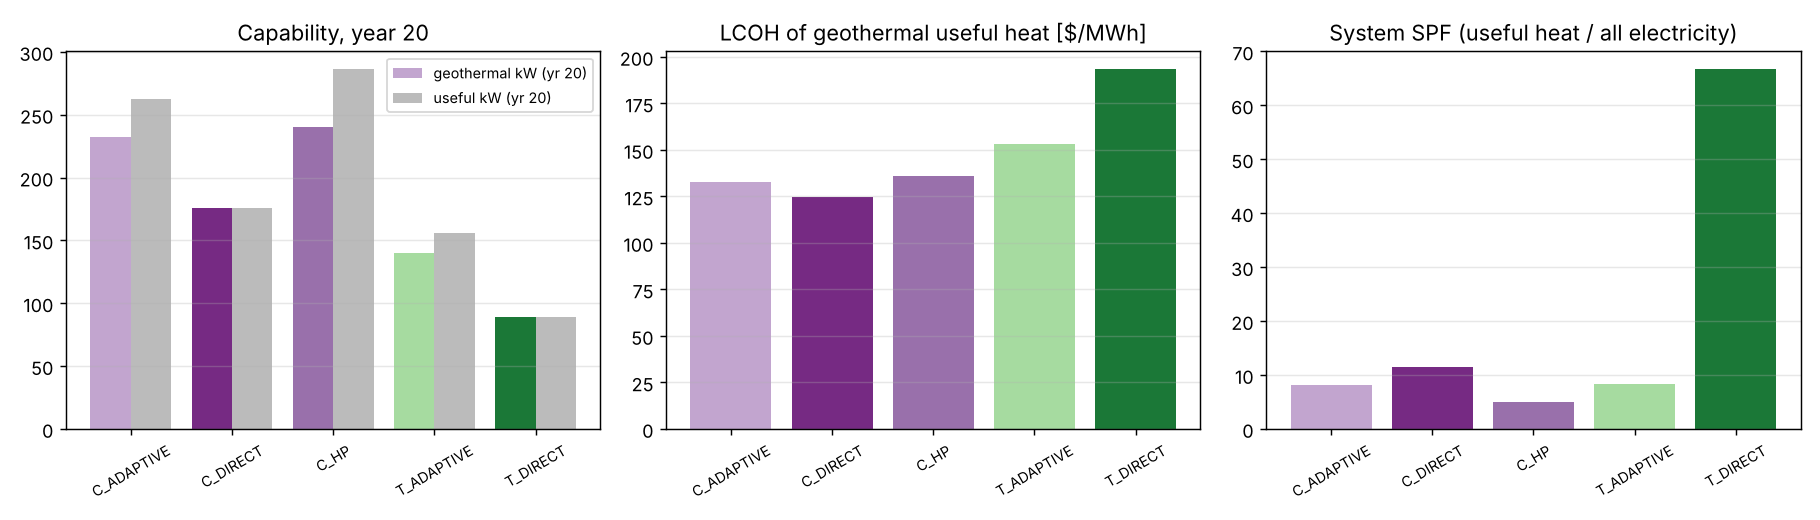 Capability, year 20
300
250
200
150
100
50
0
geothermal kW (yr 20)
useful kW (yr 20)
C_ADAPTIVE
C_DIRECT
C_HP
T_ADAPTIVE
T_DIRECT
LCOH of geothermal useful heat [$/MWh]
200
175
150
125
100
75
50
25
0
C_ADAPTIVE
C_DIRECT
C_HP
T_ADAPTIVE
T_DIRECT
System SPF (useful heat / all electricity)
70
60
50
40
30
20
10
0
C_ADAPTIVE
C_DIRECT
C_HP
T_ADAPTIVE
T_DIRECT